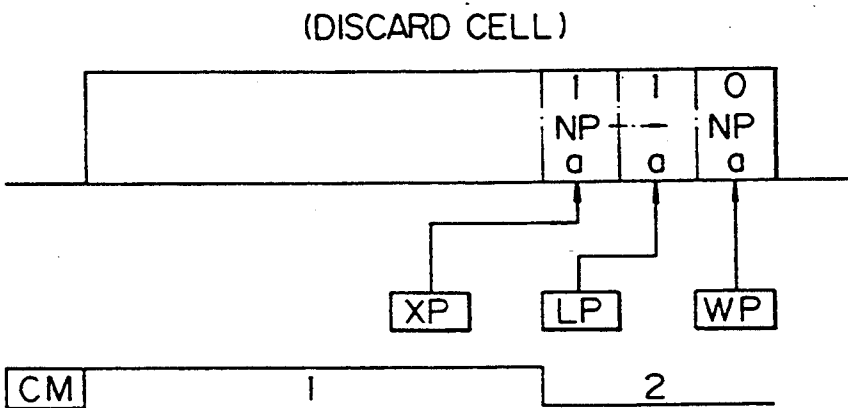 (DISCARD CELL)
1 1 0
NP NP
a a a
XP LP WP
CM 1 2